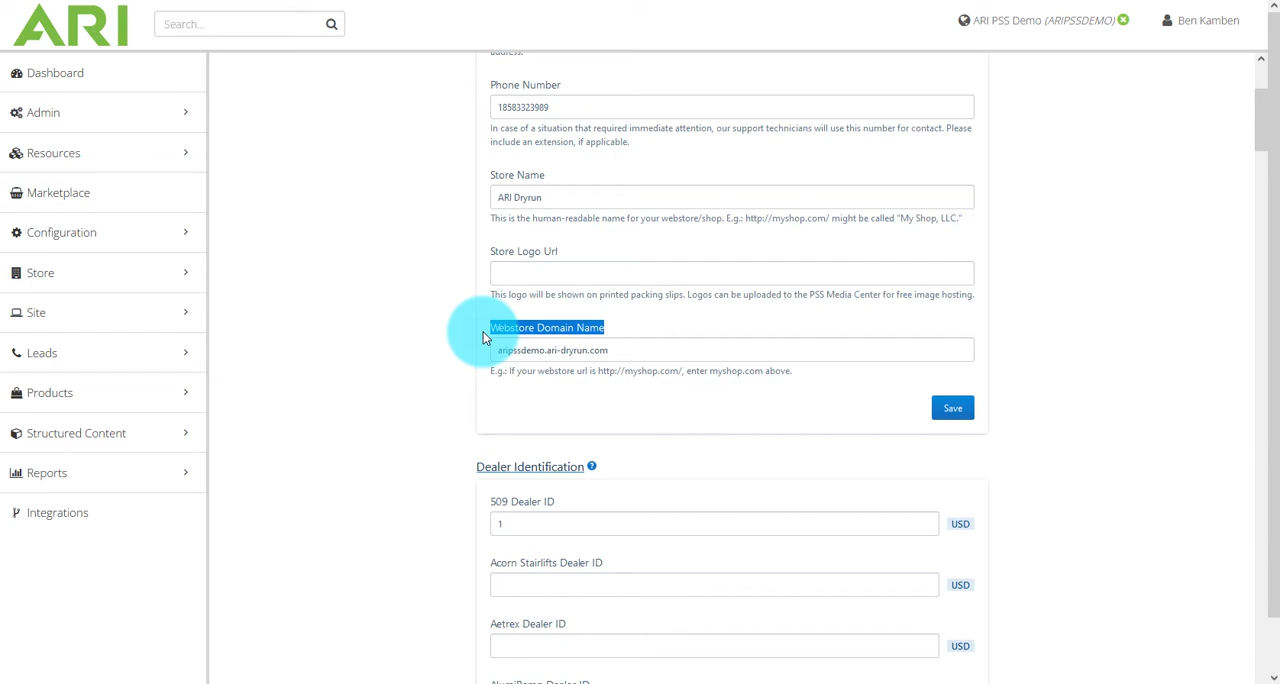 ARI
Search...
ARI PSS Demo (ARIPSSDEMO)
Ben Kamben
Dashboard
Admin
Resources
Marketplace
Configuration
Store
Site
Leads
Products
Structured Content
Reports
Integrations
address.
Phone Number
18583323989
In case of a situation that required immediate attention, our support technicians will use this number for contact. Please
include an extension, if applicable.
Store Name
ARI Dryrun
This is the human-readable name for your webstore/shop. E.g.: http://myshop.com/ might be called "My Shop, LLC."
Store Logo Url
This logo will be shown on printed packing slips. Logos can be uploaded to the PSS Media Center for free image hosting.
Webstore Domain Name
aripssdemo.ari-dryrun.com
E.g.: If your webstore url is http://myshop.com/, enter myshop.com above.
Save
Dealer Identification ?
509 Dealer ID
1
USD
Acorn Stairlifts Dealer ID
USD
Aetrex Dealer ID
USD
AlumiRamp Dealer ID